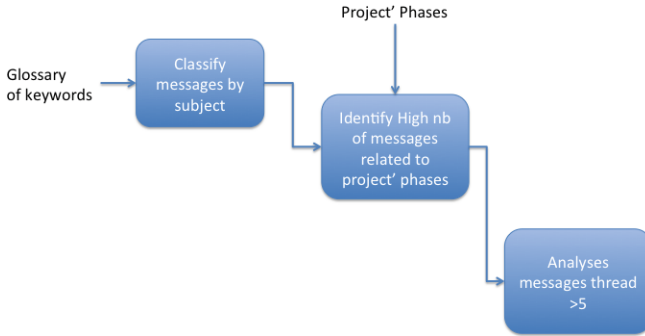 Project' Phases
Glossary
of keywords
Classify
messages by
subject
Identify High nb
of messages
related to
project' phases
Analyses
messages thread
>5